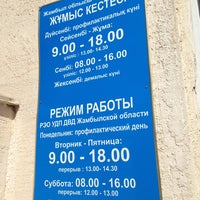 Жамбыл облы
ЖҰМЫС КЕСТЕСІ
Дүйсенбі: профилактикалық күні
Сейсенбі - Жұма:
9.00 - 18.00
үзіліс: 13.00- 14.30
Сенбі: 08.00 - 16.00
үзіліс: 12.00 - 13.00
Жексенбі: демалыс күні
РЕЖИМ РАБОТЫ
РЭО УДП ДВД Жамбылской области
Понедельник: профилактический день
Вторник - Пятница:
9.00 - 18.00
перерыв: 13.00 - 14.30
Суббота: 08.00 - 16.00
перерыв: 12.00 - 13.00